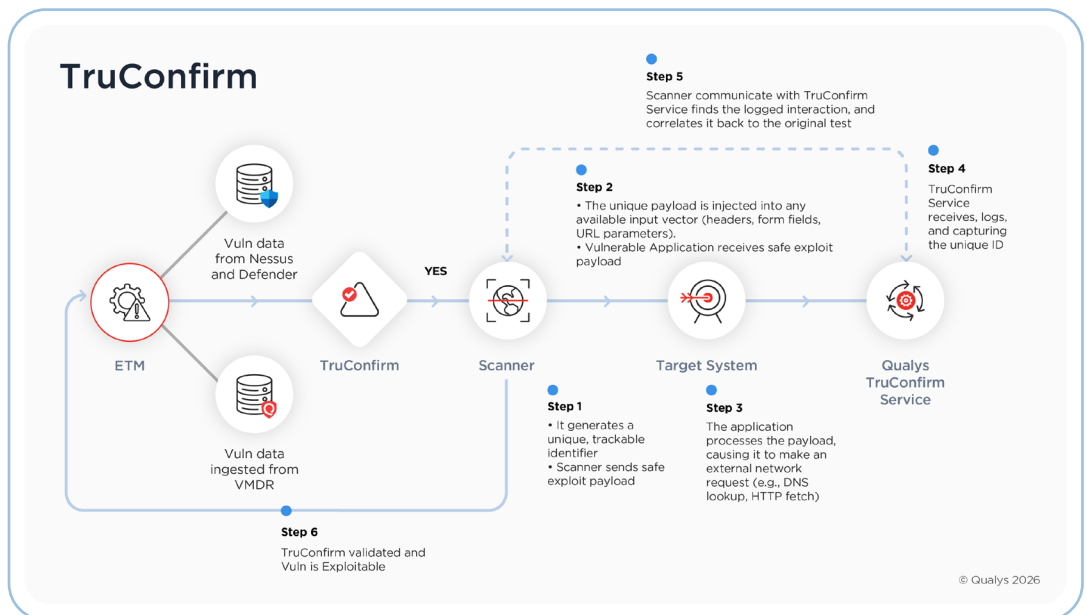 TruConfirm
Step 5
Scanner communicate with TruConfirm
Service finds the logged interaction, and
correlates it back to the original test
Step 4
TruConfirm
Service
receives, logs,
and capturing
the unique ID
Step 2
• The unique payload is injected into any
available input vector (headers, form fields,
URL parameters).
• Vulnerable Application receives safe exploit
payload
Vuln data
from Nessus
and Defender
YES
ETM
TruConfirm
Scanner
Target System
Qualys
TruConfirm
Service
Vuln data
ingested from
VMDR
Step 1
• It generates a
unique, trackable
identifier
• Scanner sends safe
exploit payload
Step 3
The application
processes the payload,
causing it to make an
external network
request (e.g., DNS
lookup, HTTP fetch)
Step 6
TruConfirm validated and
Vuln is Exploitable
© Qualys 2026